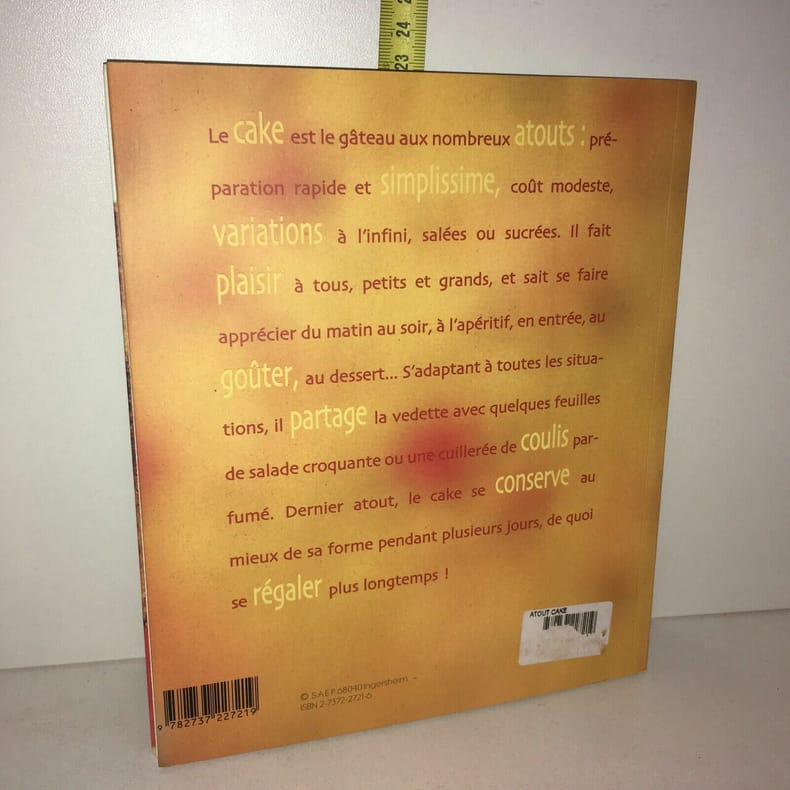 23 24
Le cake est le gâteau aux nombreux atouts : pré-
paration rapide et simplissime, coût modeste,
variations à l'infini, salées ou sucrées. Il fait
plaisir à tous, petits et grands, et sait se faire
apprécier du matin au soir, à l'apéritif, en entrée, au
goûter, au dessert... S'adaptant à toutes les situa-
tions, il partage la vedette avec quelques feuilles
de salade croquante ou une cuillerée de coulis par-
fumé. Dernier atout, le cake se conserve au
mieux de sa forme pendant plusieurs jours, de quoi
se régaler plus longtemps !
ATOUT CAKE
© S.A.E.P. 68040 Ingersheim
ISBN 2-7372-2721-6
9 782737 227219